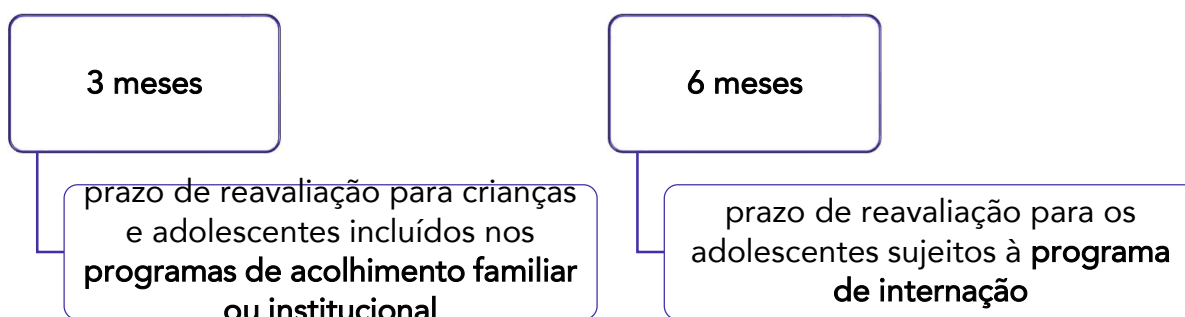 3 meses
prazo de reavaliação para crianças
e adolescentes incluídos nos
programas de acolhimento familiar
ou institucional
6 meses
prazo de reavaliação para os
adolescentes sujeitos à programa
de internação